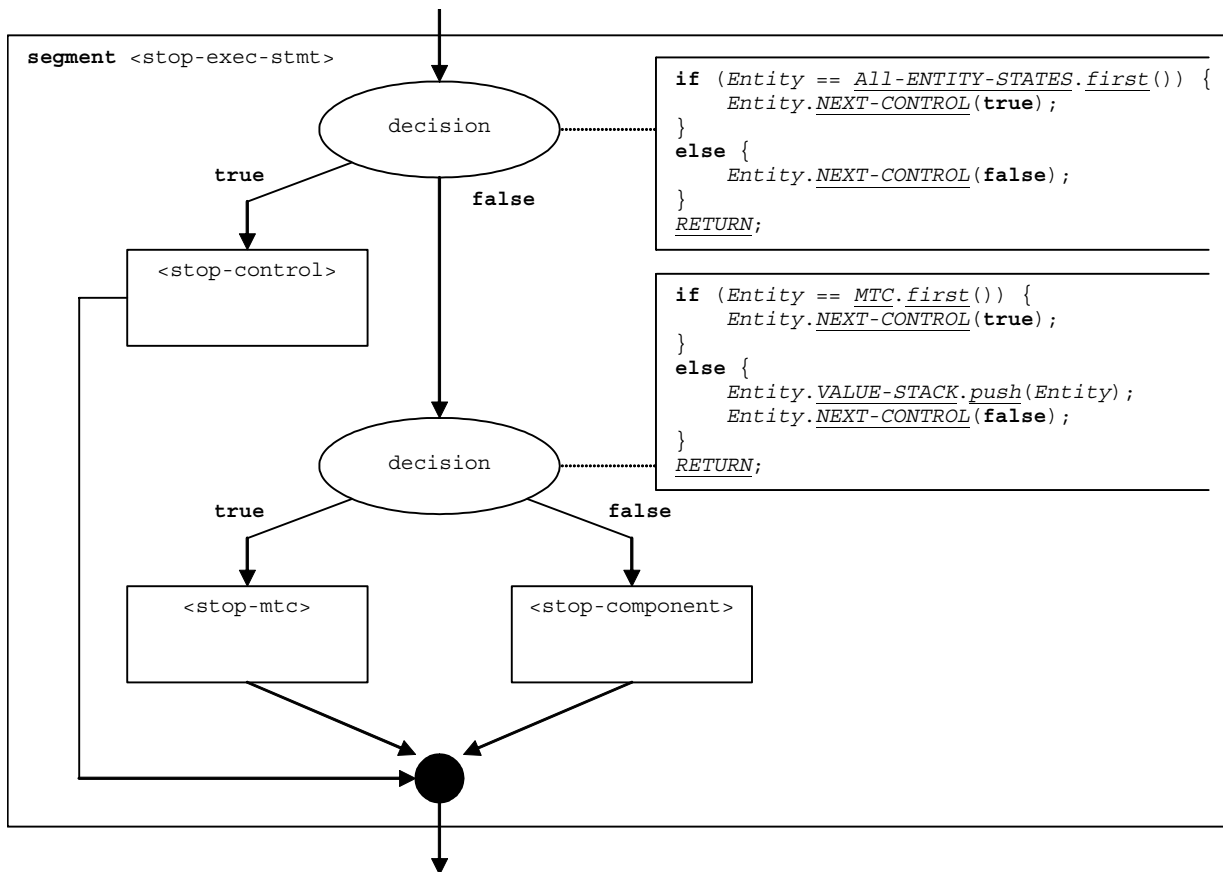 segment <stop-exec-stmt>
decision
if (Entity == All-ENTITY-STATES.first()) {
Entity.NEXT-CONTROL(true);
}
else {
Entity.NEXT-CONTROL(false);
}
RETURN;
true
false
<stop-control>
if (Entity == MTC.first()) {
Entity.NEXT-CONTROL(true);
}
else {
Entity.VALUE-STACK.push(Entity);
Entity.NEXT-CONTROL(false);
}
RETURN;
decision
true
false
<stop-mtc>
<stop-component>